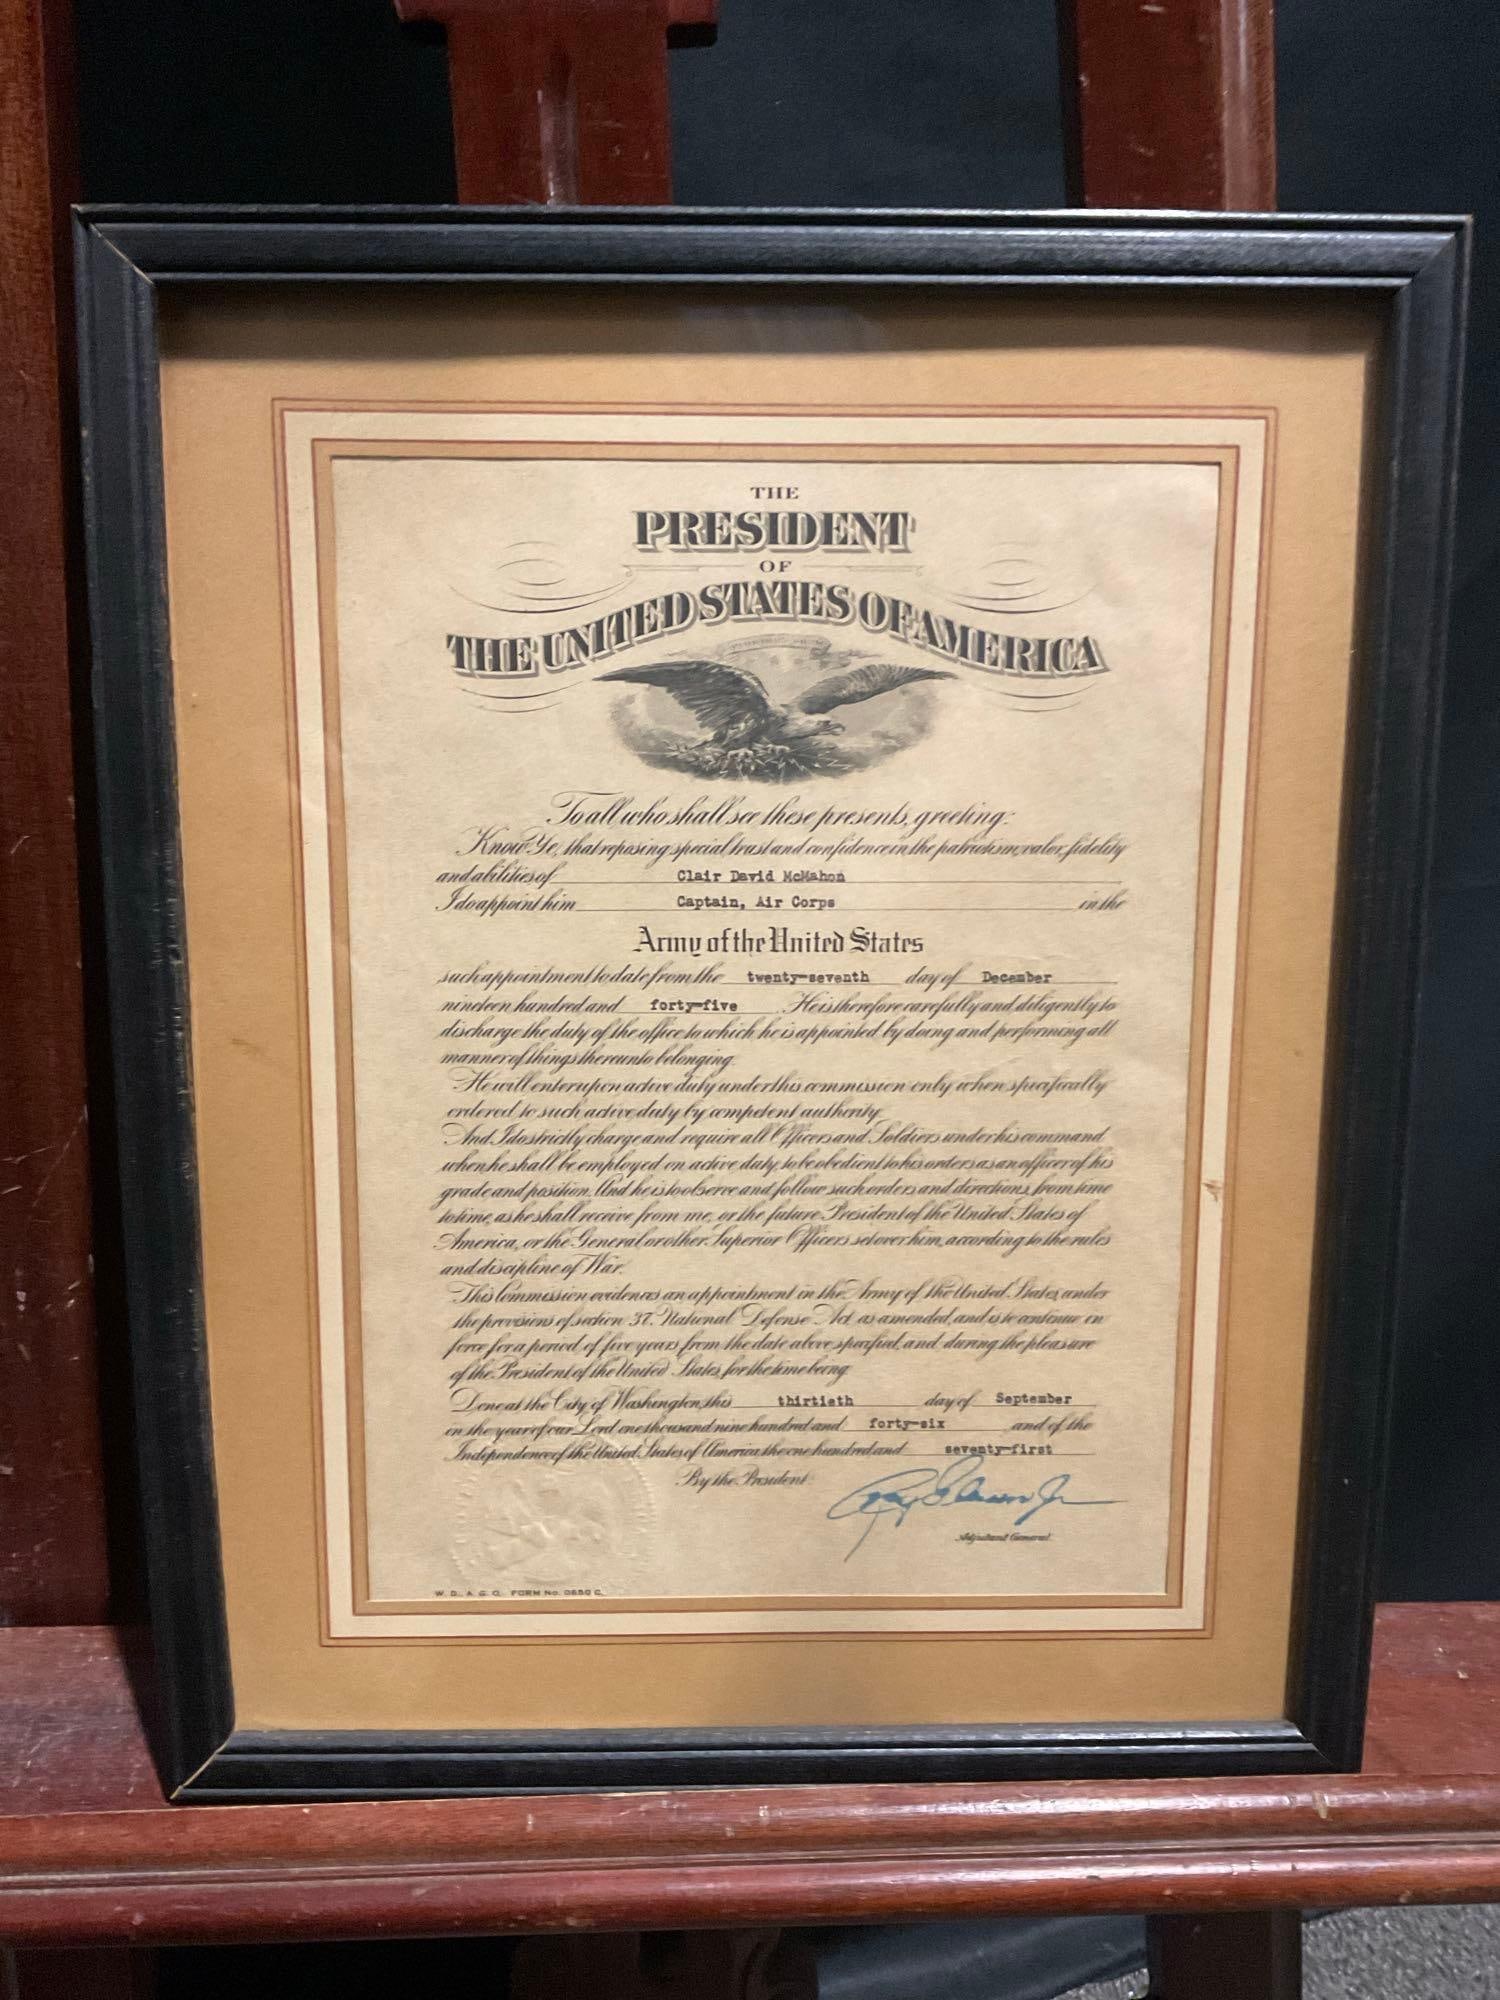 THE
PRESIDENT
OF
THE UNITED STATES OF AMERICA
To all who shall see these presents, greeting:
Know Ye, that reposing special trust and confidence in the patriotism, valor, fidelity
and abilities of Clair David McMahon
I do appoint him Captain, Air Corps in the
Army of the United States
such appointment to date from the twenty-seventh day of December
nineteen hundred and forty-five He is therefore carefully and diligently to
discharge the duty of the office to which he is appointed by doing and performing all
manner of things thereunto belonging.
He will enter upon active duty under this commission only when specifically
ordered to such active duty by competent authority.
And I do strictly charge and require all Officers and Soldiers under his command
when he shall be employed on active duty, to be obedient to his orders as an officer of his
grade and position. And he is to observe and follow such orders and directions, from time
to time, as he shall receive from me, or the future President of the United States of
America, or the General or other Superior Officers set over him, according to the rules
and discipline of War.
This Commission evidences an appointment in the Army of the United States, under
the provisions of section 37, National Defense Act, as amended, and is to continue in
force for a period of five years from the date above specified, and during the pleasure
of the President of the United States, for the time being.
Done at the City of Washington, this thirtieth day of September
in the year of our Lord one thousand nine hundred and forty-six and of the
Independence of the United States of America the one hundred and seventy-first
By the President:
Adjutant General.
W. D., A. G. O. FORM No. 0650 C.